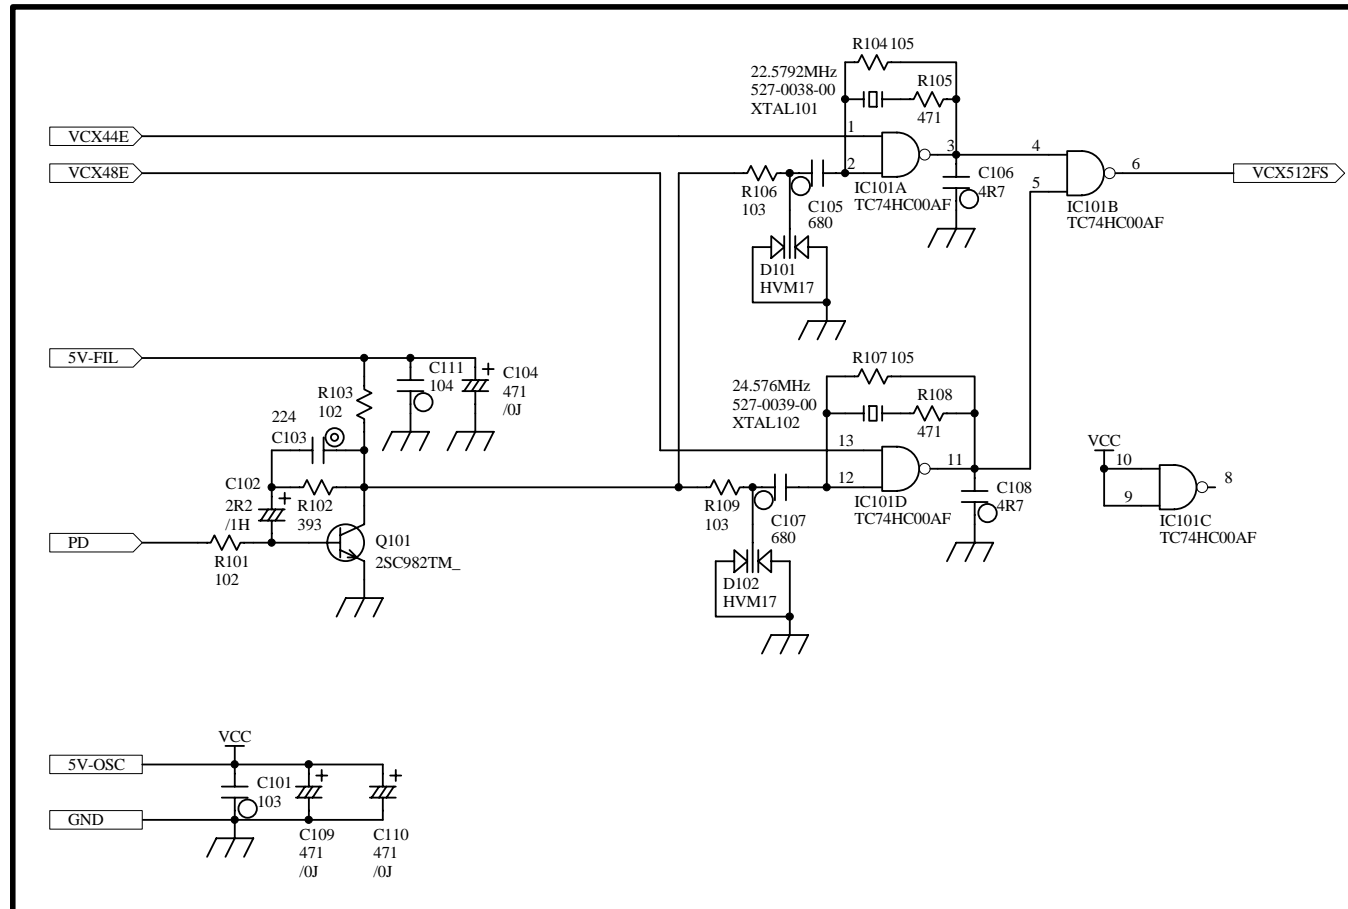 R104 105
22.5792MHz
527-0038-00
XTAL101
R105
471
VCX44E
1
3
4
VCX48E
2
6
VCX512FS
5
R106
103
C105
680
IC101A
TC74HC00AF
C106
4R7
IC101B
TC74HC00AF
D101
HVM17
5V-FIL
C111
104
+
C104
471
/0J
R103
102
224
C103
R107 105
24.576MHz
527-0039-00
XTAL102
R108
471
13
11
12
VCC
10
8
9
C102
2R2
/1H
+
R102
393
R109
103
C107
680
IC101D
TC74HC00AF
C108
4R7
IC101C
TC74HC00AF
PD
R101
102
Q101
2SC982TM_
D102
HVM17
VCC
5V-OSC
C101
103
+
+
GND
C109
471
/0J
C110
471
/0J